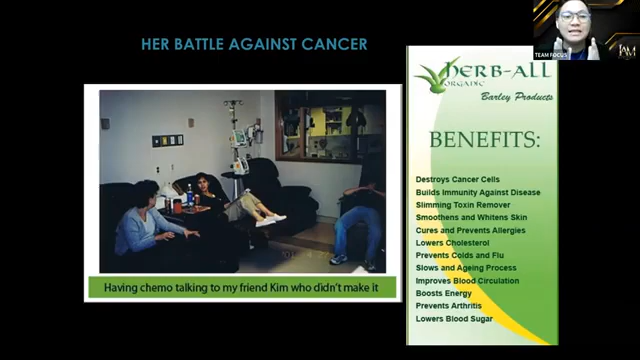 HER BATTLE AGAINST CANCER
TEAM FOCUS
IAM
HERB-ALL
ORGANIC
Barley Products
BENEFITS:
Destroys Cancer Cells
Builds Immunity Against Disease
Slimming Toxin Remover
Smoothens and Whitens Skin
Cures and Prevents Allergies
Lowers Cholesterol
Prevents Colds and Flu
Slows and Ageing Process
Improves Blood Circulation
Boosts Energy
Prevents Arthritis
Lowers Blood Sugar
Having chemo talking to my friend Kim who didn't make it